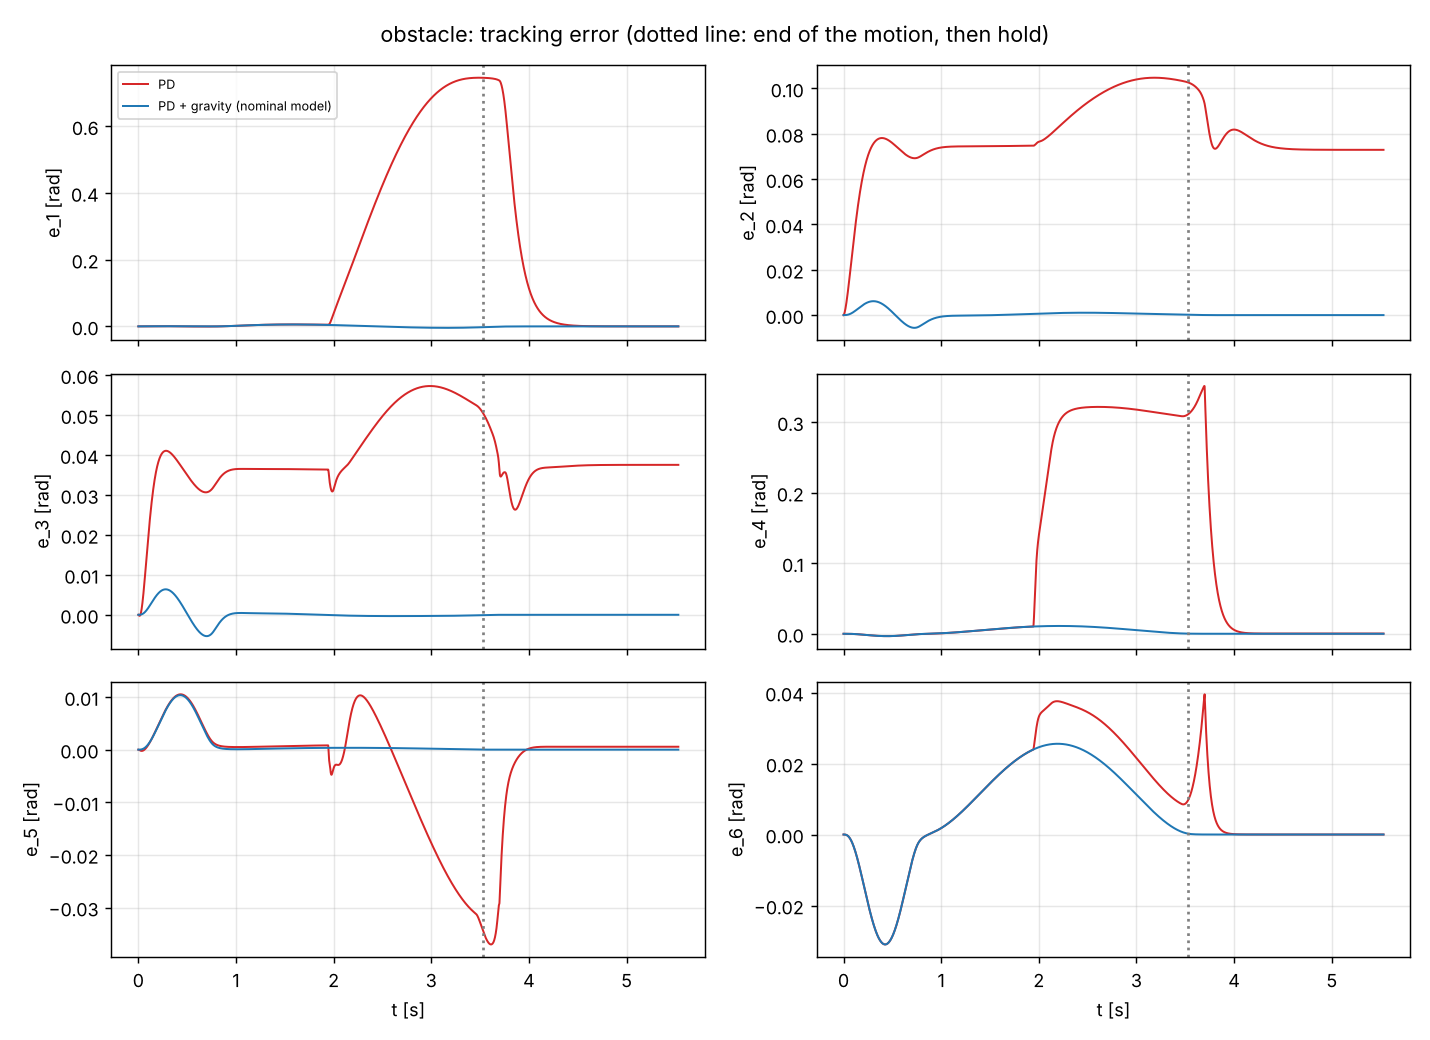 obstacle: tracking error (dotted line: end of the motion, then hold)
PD
PD + gravity (nominal model)
e_1 [rad]
0.6
0.4
0.2
0.0
e_2 [rad]
0.10
0.08
0.06
0.04
0.02
0.00
e_3 [rad]
0.06
0.05
0.04
0.03
0.02
0.01
0.00
e_4 [rad]
0.3
0.2
0.1
0.0
e_5 [rad]
0.01
0.00
−0.01
−0.02
−0.03
0 1 2 3 4 5
t [s]
e_6 [rad]
0.04
0.02
0.00
−0.02
0 1 2 3 4 5
t [s]